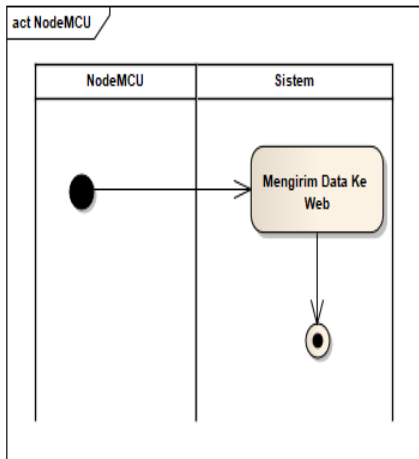 act NodeMCU
NodeMCU
Sistem
Mengirim Data Ke
Web